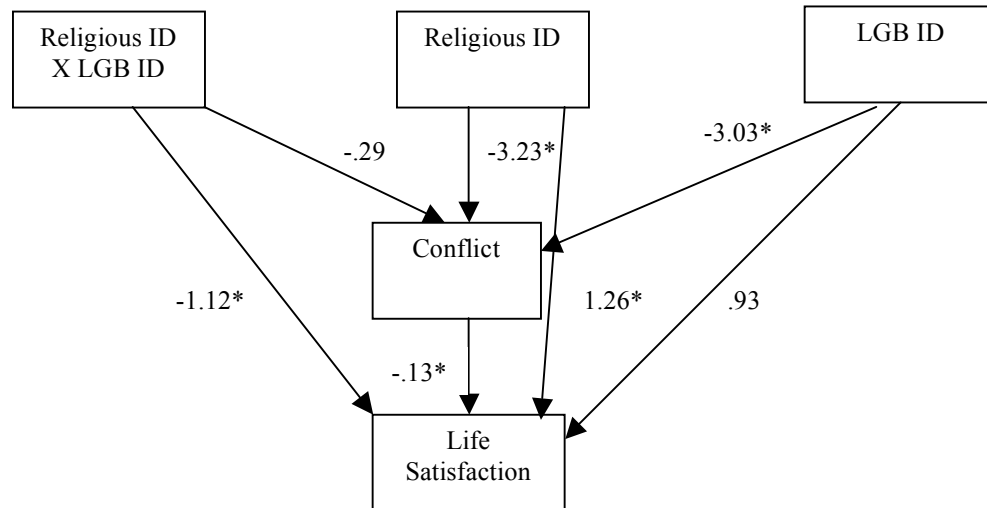 Religious ID
X LGB ID
Religious ID
LGB ID
-.29
-3.23*
-3.03*
Conflict
-1.12*
1.26*
.93
-.13*
Life
Satisfaction